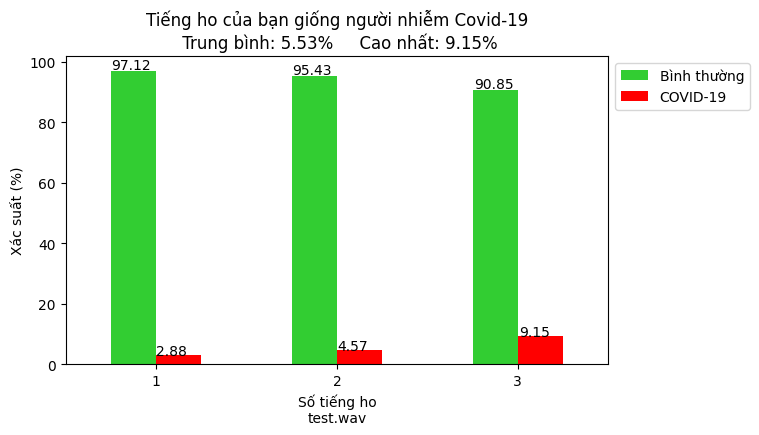 Tiếng ho của bạn giống người nhiễm Covid-19
Trung bình: 5.53% Cao nhất: 9.15%
Bình thường
COVID-19
97.12
95.43
90.85
2.88
4.57
9.15
Xác suất (%)
100
80
60
40
20
0
1
2
3
Số tiếng ho
test.wav